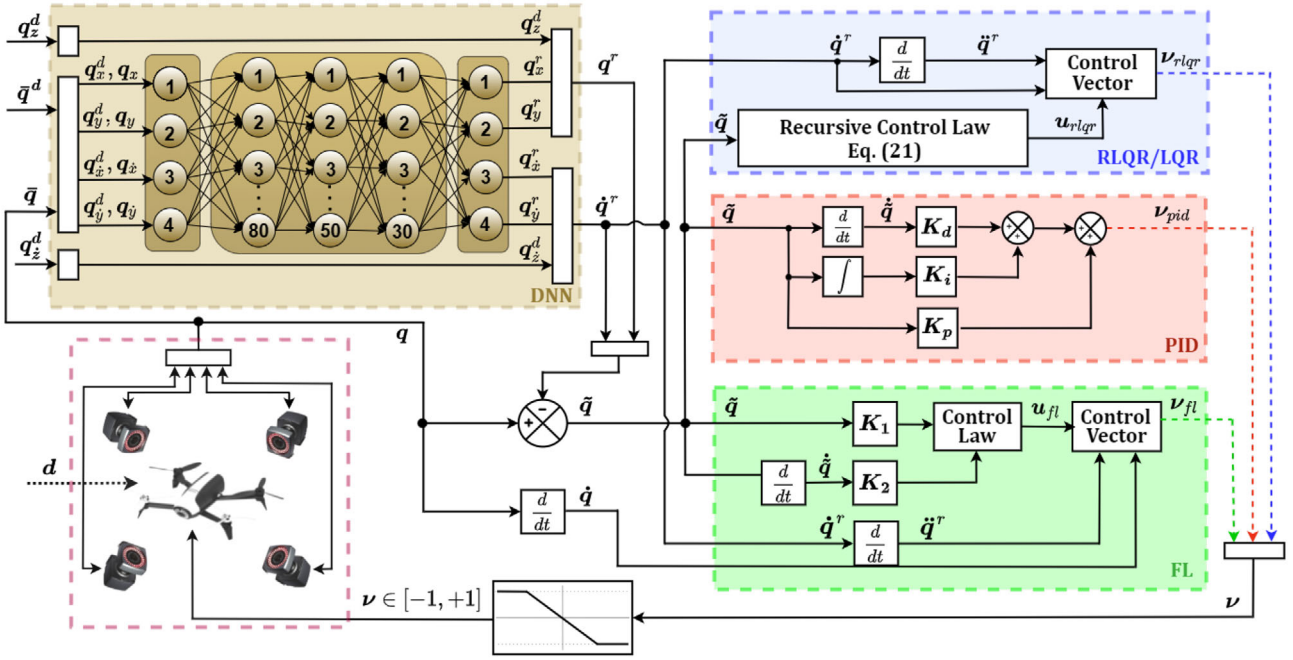 q_z^d
q_z^d
q̄^d
q_x^d, q_x
q_y^d, q_y
q_ẋ^d, q_ẋ
q_ẏ^d, q_ẏ
q̄
q_ż^d
1
2
3
4
1
2
3
80
1
2
3
50
1
2
3
30
1
2
3
4
q_x^r
q_y^r
q_ẋ^r
q_ẏ^r
q_ż^d
q^r
q̇^r
DNN
q̇^r
d/dt
q̈^r
Control
Vector
ν_rlqr
q̃
Recursive Control Law
Eq. (21)
u_rlqr
RLQR/LQR
q̃
d/dt
q̃̇
K_d
+ +
+ +
ν_pid
∫
K_i
K_p
PID
q
+ −
q̃
q̃
K_1
Control
Law
u_fl
Control
Vector
ν_fl
d/dt
q̃̇
K_2
d/dt
q̇
q̇^r
d/dt
q̈^r
FL
d
ν ∈ [−1, +1]
ν